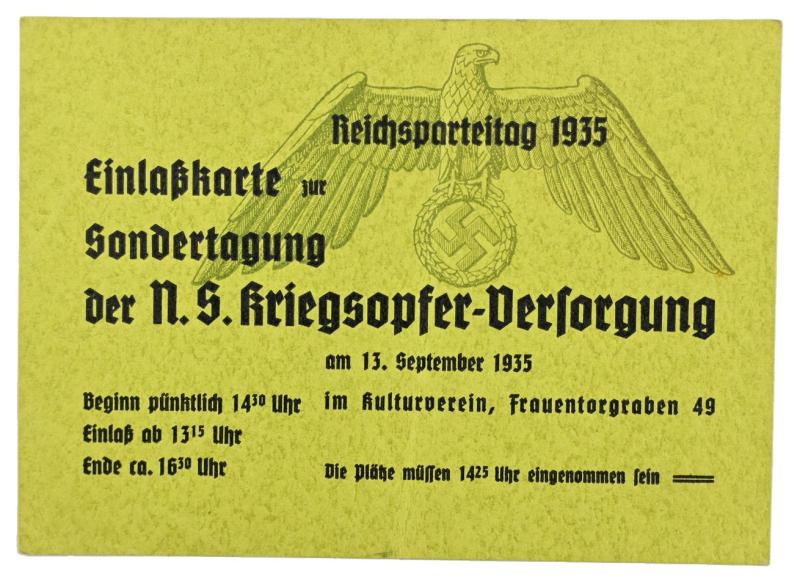 Reichsparteitag 1935
Einlaßkarte zur
Sondertagung
der N.S. Kriegsopfer-Verſorgung
am 13. September 1935
Beginn pünktlich 14³⁰ Uhr im Kulturverein, Frauentorgraben 49
Einlaß ab 13¹⁵ Uhr
Ende ca. 16³⁰ Uhr
Die Plätze müſſen 14²⁵ Uhr eingenommen ſein